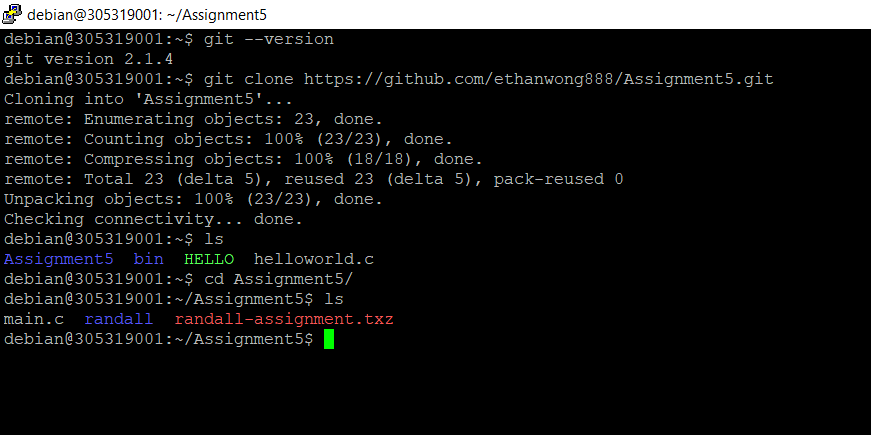 debian@305319001: ~/Assignment5
debian@305319001:~$ git --version
git version 2.1.4
debian@305319001:~$ git clone https://github.com/ethanwong888/Assignment5.git
Cloning into 'Assignment5'...
remote: Enumerating objects: 23, done.
remote: Counting objects: 100% (23/23), done.
remote: Compressing objects: 100% (18/18), done.
remote: Total 23 (delta 5), reused 23 (delta 5), pack-reused 0
Unpacking objects: 100% (23/23), done.
Checking connectivity... done.
debian@305319001:~$ ls
Assignment5  bin  HELLO  helloworld.c
debian@305319001:~$ cd Assignment5/
debian@305319001:~/Assignment5$ ls
main.c  randall  randall-assignment.txz
debian@305319001:~/Assignment5$